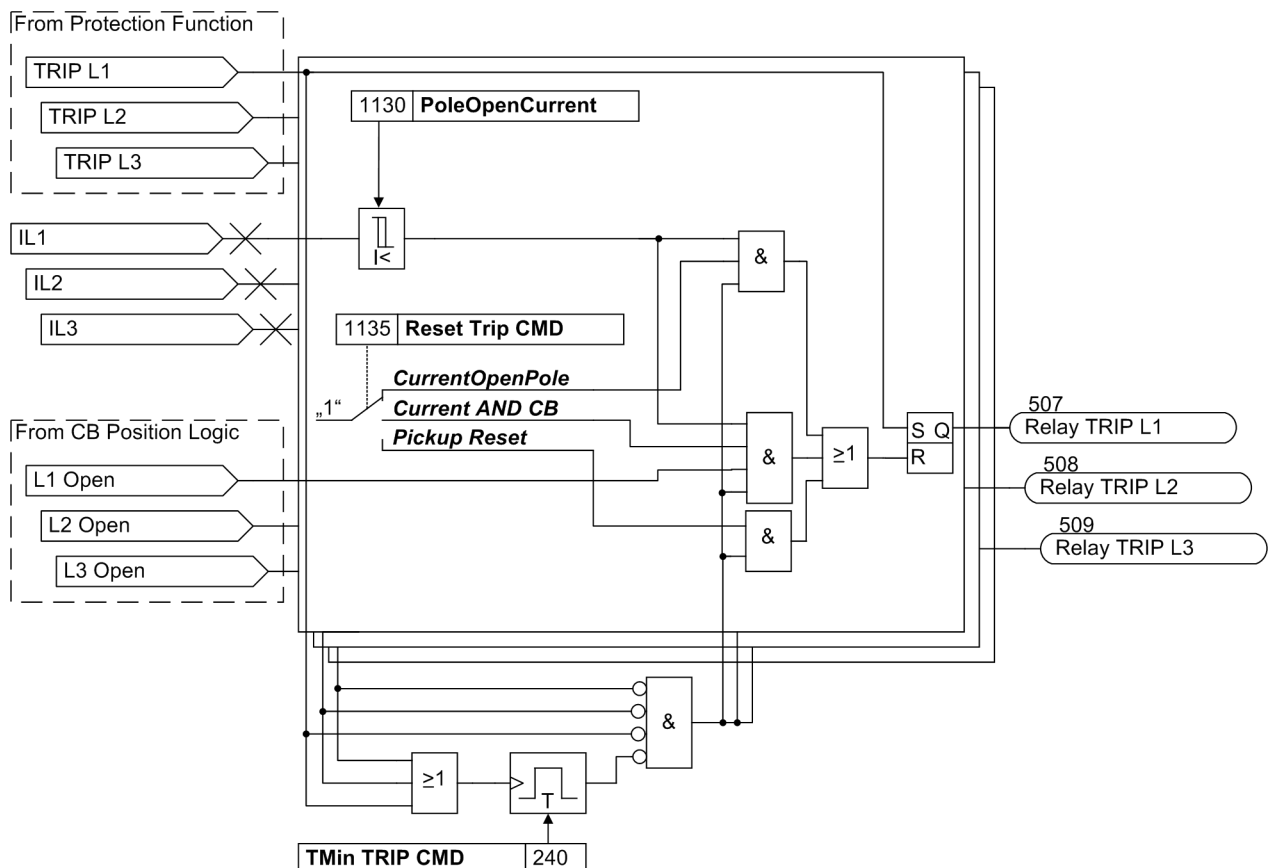 From Protection Function
TRIP L1
TRIP L2
TRIP L3
1130 PoleOpenCurrent
IL1
IL2
IL3
I<
&
1135 Reset Trip CMD
CurrentOpenPole
„1“
Current AND CB
Pickup Reset
From CB Position Logic
L1 Open
L2 Open
L3 Open
&
≥1
&
S Q
R
507
Relay TRIP L1
508
Relay TRIP L2
509
Relay TRIP L3
&
≥1
T
TMin TRIP CMD 240